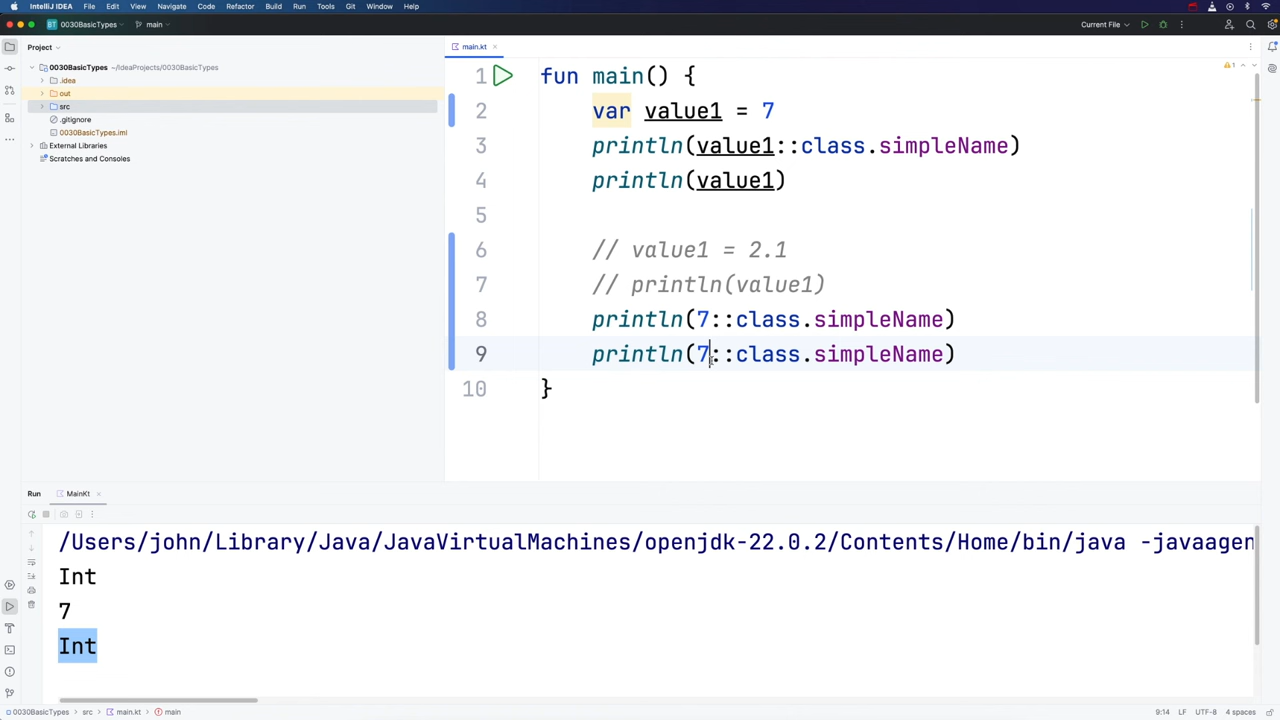 IntelliJ IDEA File Edit View Navigate Code Refactor Build Run Tools Git Window Help
BT 0030BasicTypes main Current File
Project
main.kt
0030BasicTypes ~/IdeaProjects/0030BasicTypes
.idea
out
src
.gitignore
0030BasicTypes.iml
External Libraries
Scratches and Consoles
1
1 fun main() {
2 var value1 = 7
3 println(value1::class.simpleName)
4 println(value1)
5
6 // value1 = 2.1
7 // println(value1)
8 println(7::class.simpleName)
9 println(7::class.simpleName)
10 }
Run MainKt
/Users/john/Library/Java/JavaVirtualMachines/openjdk-22.0.2/Contents/Home/bin/java -javaagen
Int
7
Int
0030BasicTypes > src > main.kt > main 9:14 LF UTF-8 4 spaces